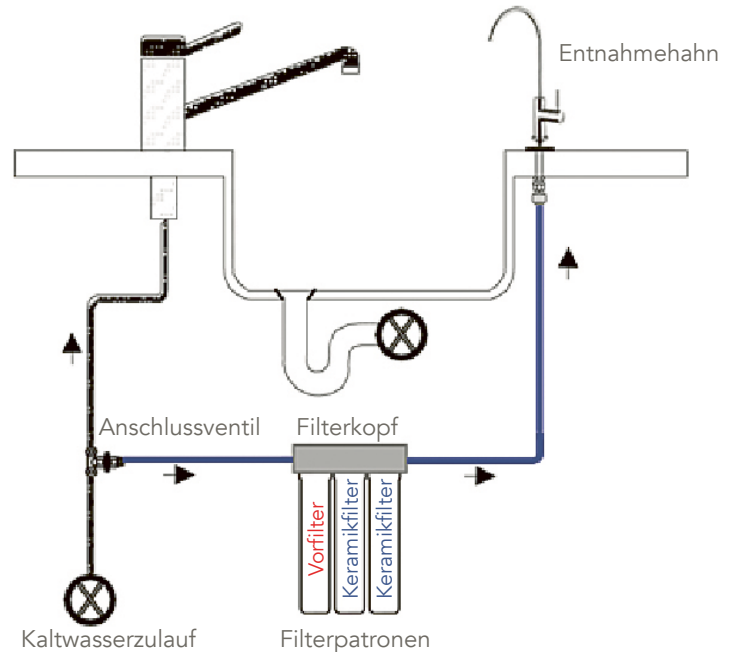 Entnahmehahn
Anschlussventil
Filterkopf
Vorfilter
Keramikfilter
Keramikfilter
Kaltwasserzulauf
Filterpatronen